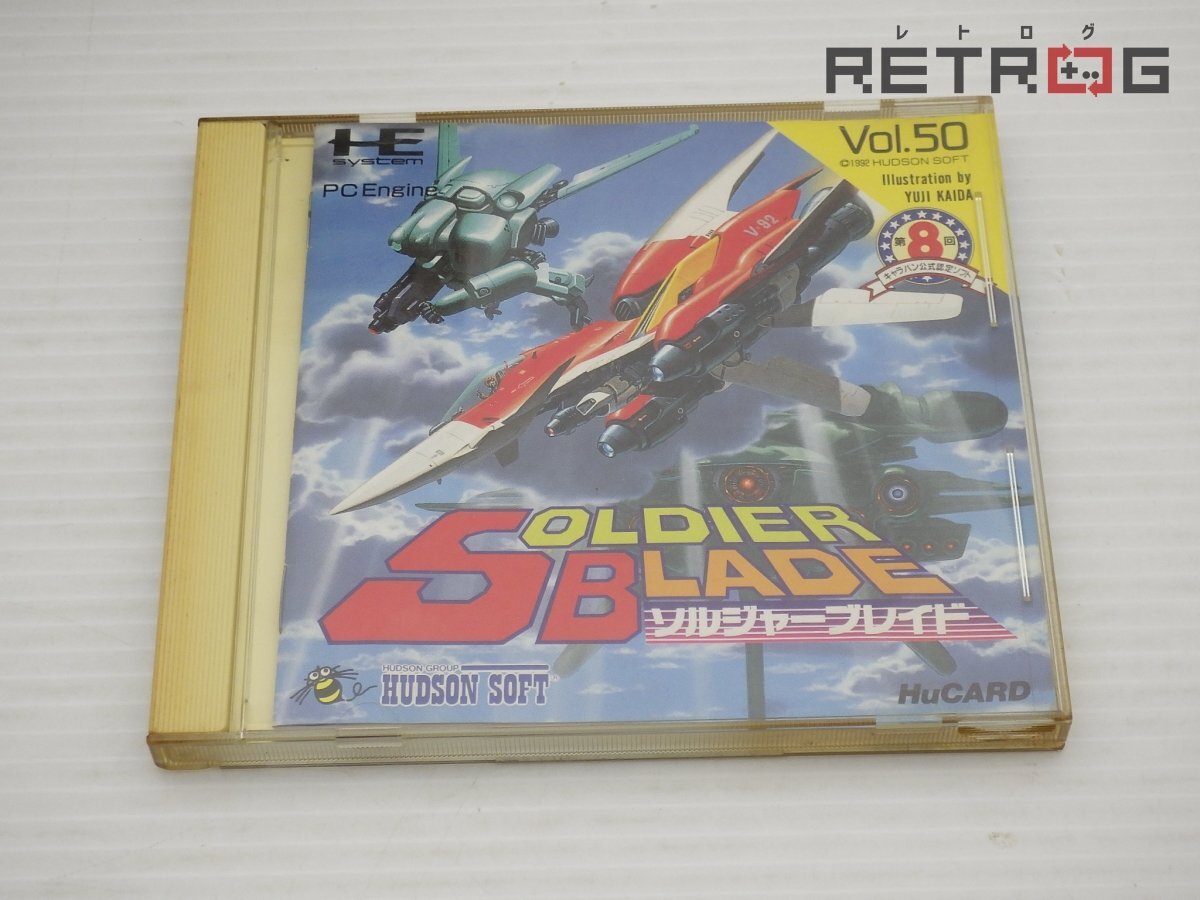 レトログ
RETROG
HE
system
PC Engine
Vol.50
©1992 HUDSON SOFT
Illustration by
YUJI KAIDA
第8回
キャラバン公式認定ソフト
V-92
SOLDIER
BLADE
ソルジャーブレイド
HUDSON GROUP
HUDSON SOFT
HuCARD